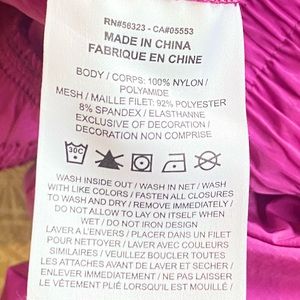 RN#56323 - CA#05553
MADE IN CHINA
FABRIQUE EN CHINE
BODY / CORPS: 100% NYLON /
POLYAMIDE
MESH / MAILLE FILET: 92% POLYESTER
8% SPANDEX / ELASTHANNE
EXCLUSIVE OF DECORATION /
DECORATION NON COMPRISE
30C
WASH INSIDE OUT / WASH IN NET / WASH
WITH LIKE COLORS / FASTEN ALL CLOSURES
TO WASH AND DRY / REMOVE IMMEDIATELY /
DO NOT ALLOW TO LAY ON ITSELF WHEN
WET / DO NOT IRON DESIGN
LAVER A L'ENVERS / PLACER DANS UN FILET
POUR NETTOYER / LAVER AVEC COULEURS
SIMILAIRES / VEUILLEZ BOUCLER TOUTES
LES ATTACHES AVANT DE LAVER ET SECHER /
ENLEVER IMMEDIATEMENT / NE PAS LAISSER
LE VÊTEMENT PLIÉ LORSQU'IL EST MOUILLÉ /